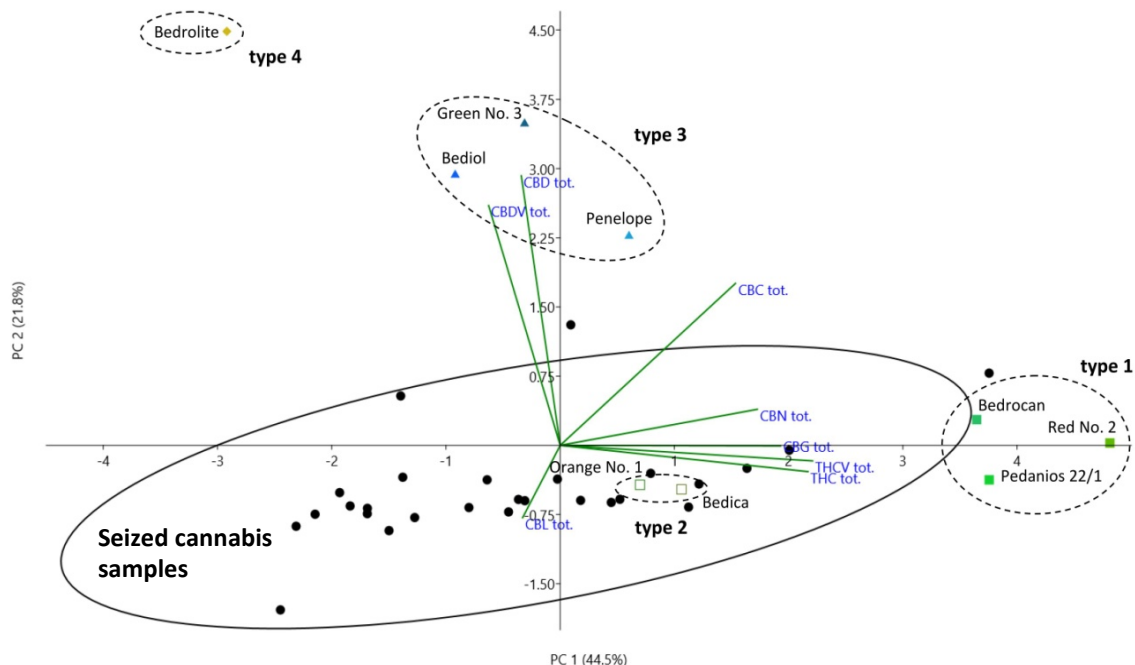 4.50
Bedrolite
type 4
3.75
Green No. 3
type 3
3.00
Bediol
CBD tot.
CBDV tot.
Penelope
2.25
CBC tot.
1.50
PC 2 (21.8%)
0.75
type 1
Bedrocan
CBN tot.
Red No. 2
CBG tot.
-4
-3
-2
-1
1
2
3
4
Orange No. 1
THCV tot.
THC tot.
Pedanios 22/1
Bedica
-0.75
CBL tot.
type 2
Seized cannabis
samples
-1.50
PC 1 (44.5%)